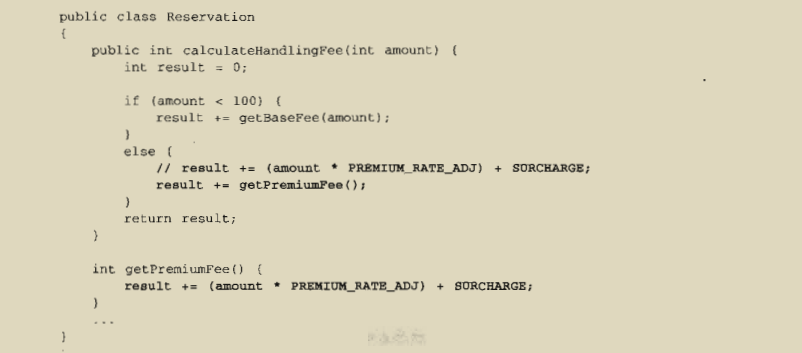 public class Reservation
{
public int calculateHandlingFee(int amount) {
int result = 0;
if (amount < 100) {
result += getBaseFee(amount);
}
else {
// result += (amount * PREMIUM_RATE_ADJ) + SURCHARGE;
result += getPremiumFee();
}
return result;
}
int getPremiumFee() {
result += (amount * PREMIUM_RATE_ADJ) + SURCHARGE;
}
...
}